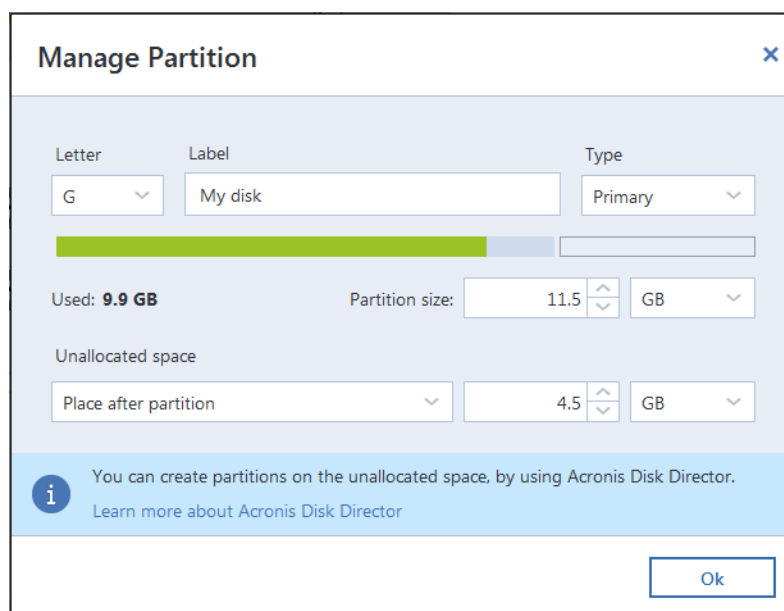 Manage Partition
Letter Label Type
G My disk Primary
Used: 9.9 GB Partition size: 11.5 GB
Unallocated space
Place after partition 4.5 GB
You can create partitions on the unallocated space, by using Acronis Disk Director.
Learn more about Acronis Disk Director
Ok